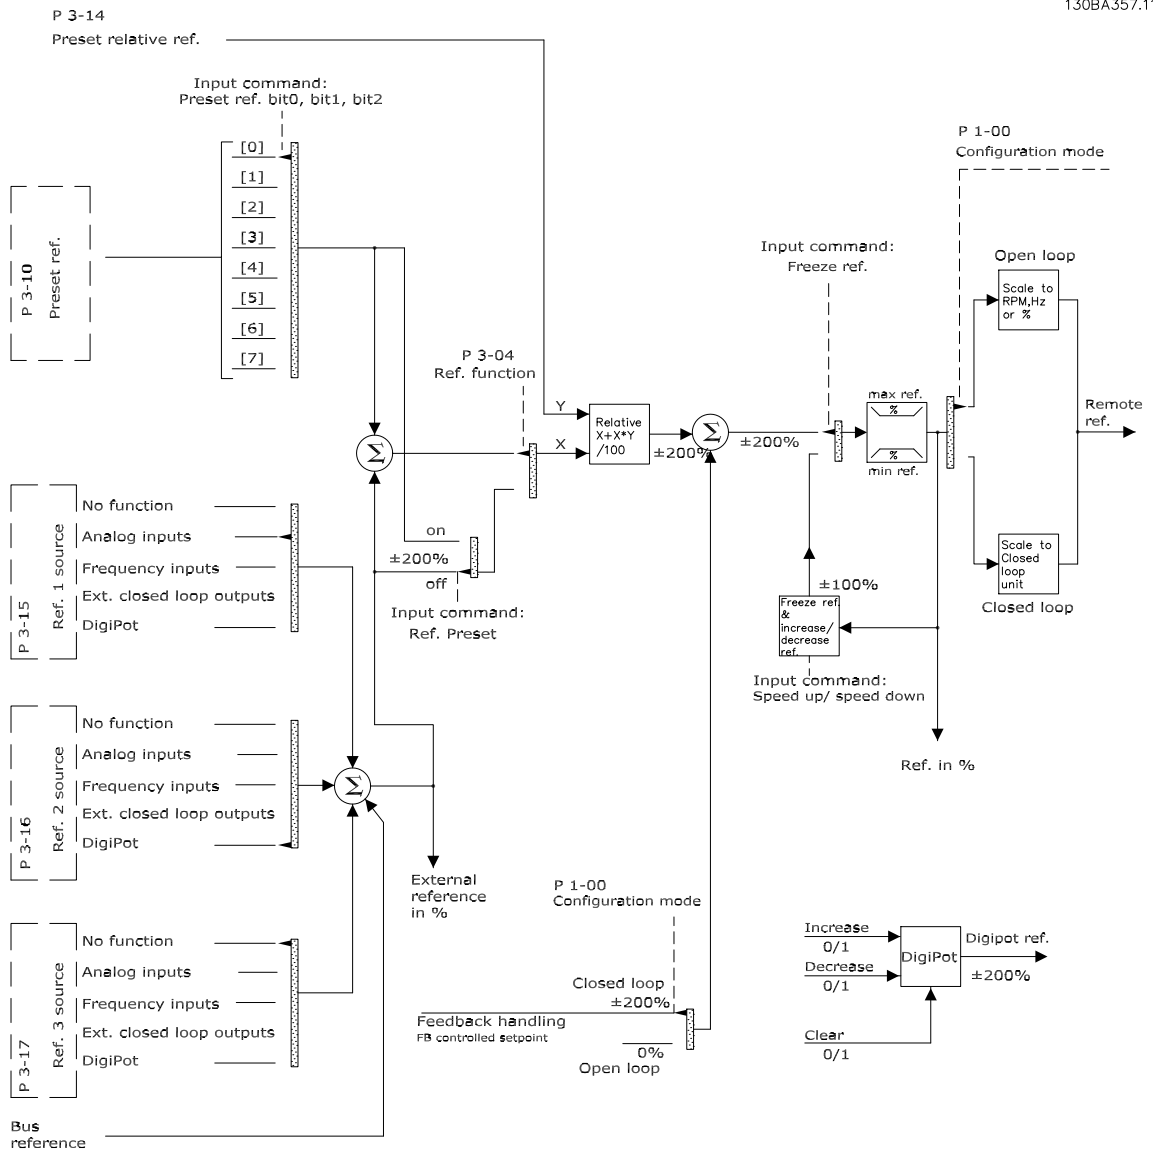 130BA357.11
P 3-14
Preset relative ref.
Input command:
Preset ref. bit0, bit1, bit2
[0]
[1]
[2]
[3]
[4]
[5]
[6]
[7]
P 3-10
Preset ref.
P 1-00
Configuration mode
Input command:
Freeze ref.
Open loop
Scale to
RPM,Hz
or %
P 3-04
Ref. function
Y
X
Relative
X+X*Y
/100
±200%
Σ
±200%
max ref.
%
%
min ref.
Remote
ref.
Σ
on
±200%
off
Input command:
Ref. Preset
Scale to
Closed
loop
unit
Closed loop
±100%
Freeze ref.
&
increase/
decrease
ref.
Input command:
Speed up/ speed down
Ref. in %
P 3-15
Ref. 1 source
No function
Analog inputs
Frequency inputs
Ext. closed loop outputs
DigiPot
P 3-16
Ref. 2 source
No function
Analog inputs
Frequency inputs
Ext. closed loop outputs
DigiPot
Σ
External
reference
in %
P 3-17
Ref. 3 source
No function
Analog inputs
Frequency inputs
Ext. closed loop outputs
DigiPot
Bus
reference
P 1-00
Configuration mode
Closed loop
±200%
Feedback handling
FB controlled setpoint
0%
Open loop
Increase
0/1
Decrease
0/1
Clear
0/1
DigiPot
Digipot ref.
±200%